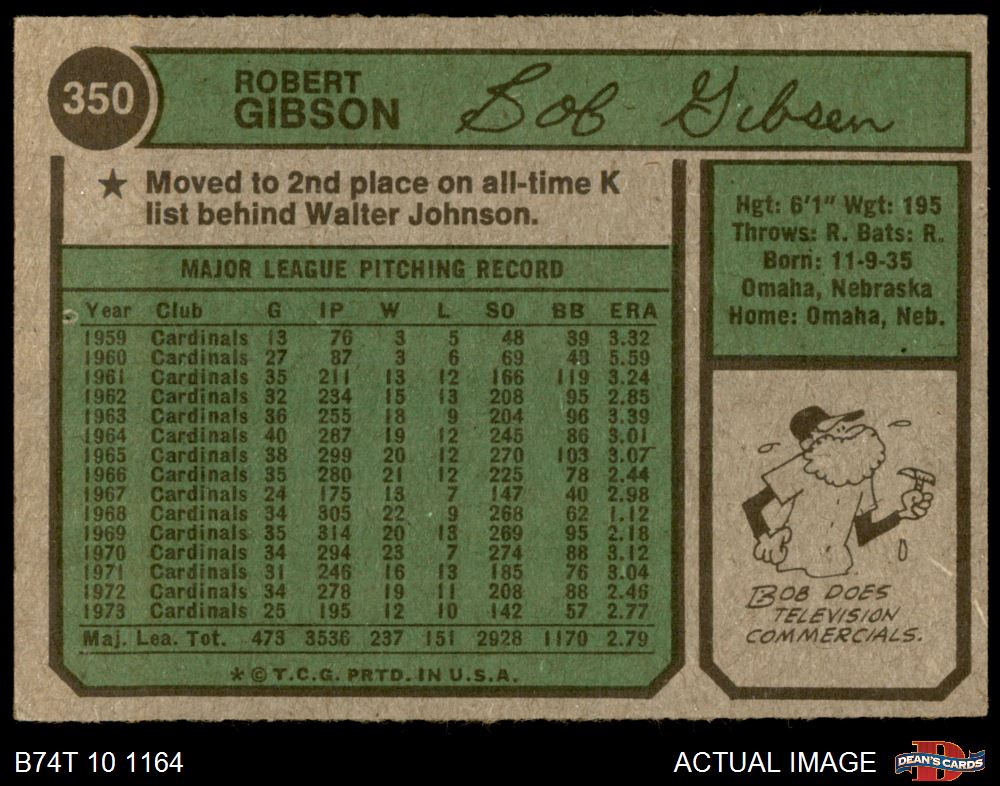 350
ROBERT
GIBSON
Bob Gibson
★ Moved to 2nd place on all-time K
list behind Walter Johnson.
MAJOR LEAGUE PITCHING RECORD
Year Club G IP W L SO BB ERA
1959 Cardinals 13 76 3 5 48 39 3.32
1960 Cardinals 27 87 3 6 69 48 5.59
1961 Cardinals 35 211 13 12 166 119 3.24
1962 Cardinals 32 234 15 13 208 95 2.85
1963 Cardinals 36 255 18 9 204 96 3.39
1964 Cardinals 40 287 19 12 245 86 3.01
1965 Cardinals 38 299 20 12 270 103 3.07
1966 Cardinals 35 280 21 12 225 78 2.44
1967 Cardinals 24 175 13 7 147 40 2.98
1968 Cardinals 34 305 22 9 268 62 1.12
1969 Cardinals 35 314 20 13 269 95 2.18
1970 Cardinals 34 294 23 7 274 88 3.12
1971 Cardinals 31 246 16 13 185 76 3.04
1972 Cardinals 34 278 19 11 208 88 2.46
1973 Cardinals 25 195 12 10 142 57 2.77
Maj. Lea. Tot. 473 3536 237 151 2928 1170 2.79
* © T.C.G. PRTD. IN U.S.A.
Hgt: 6'1" Wgt: 195
Throws: R. Bats: R.
Born: 11-9-35
Omaha, Nebraska
Home: Omaha, Neb.
BOB DOES
TELEVISION
COMMERCIALS.
B74T 10 1164
ACTUAL IMAGE
D
DEAN'S CARDS